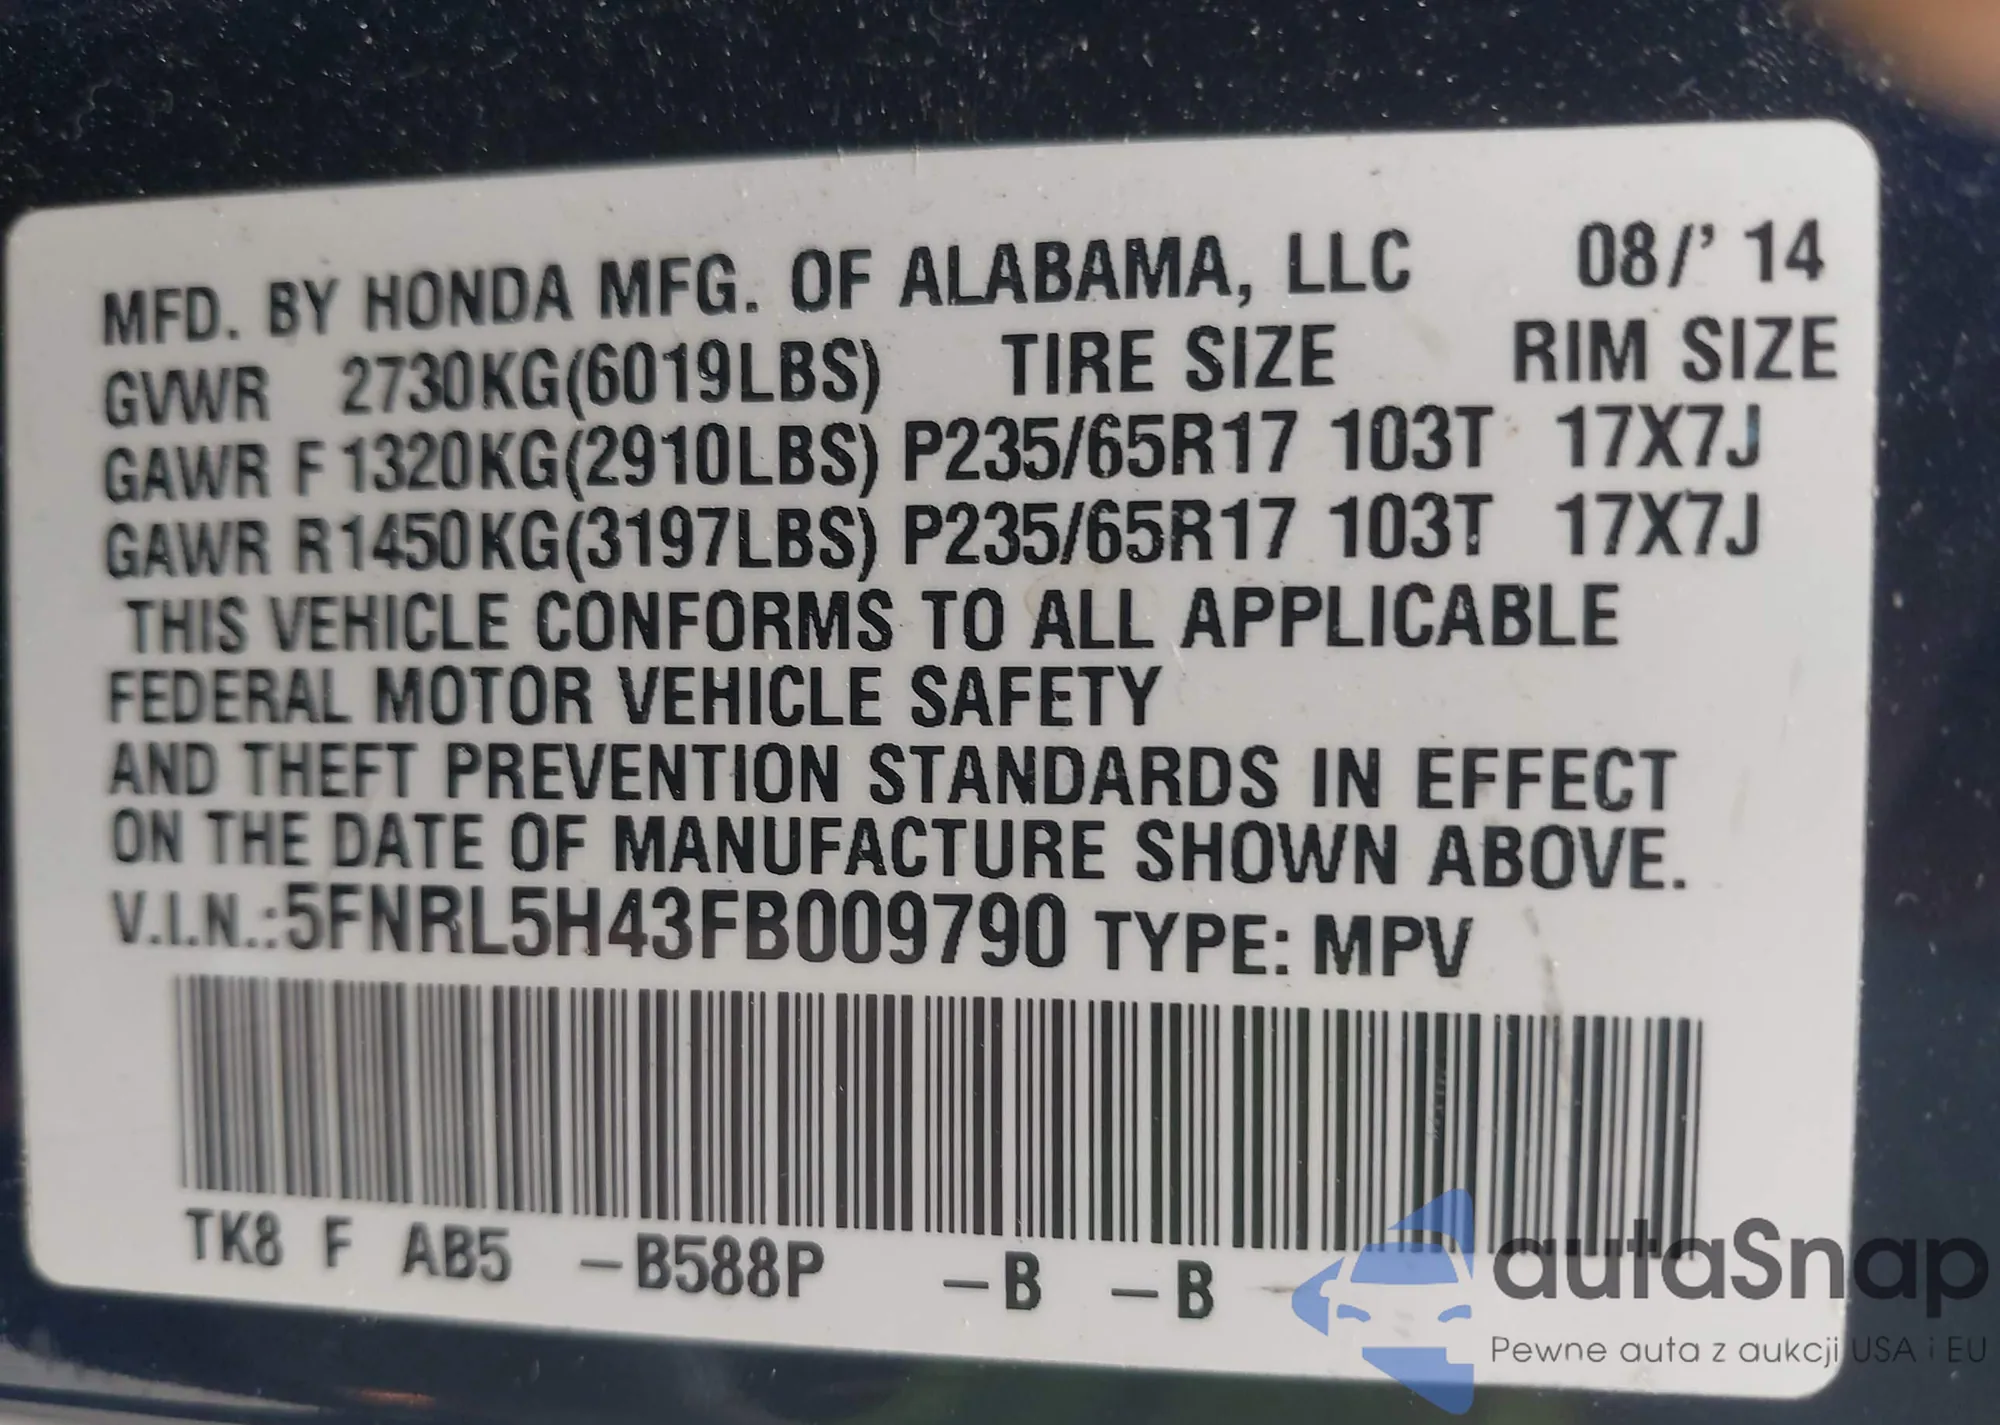 MFD. BY HONDA MFG. OF ALABAMA, LLC 08/' 14
GVWR 2730KG(6019LBS) TIRE SIZE RIM SIZE
GAWR F 1320KG(2910LBS) P235/65R17 103T 17X7J
GAWR R1450KG(3197LBS) P235/65R17 103T 17X7J
THIS VEHICLE CONFORMS TO ALL APPLICABLE
FEDERAL MOTOR VEHICLE SAFETY
AND THEFT PREVENTION STANDARDS IN EFFECT
ON THE DATE OF MANUFACTURE SHOWN ABOVE.
V.I.N.:5FNRL5H43FB009790 TYPE: MPV
TK8 F AB5 –B588P –B –B –
autaSnap
Pewne auta z aukcji USA i EU